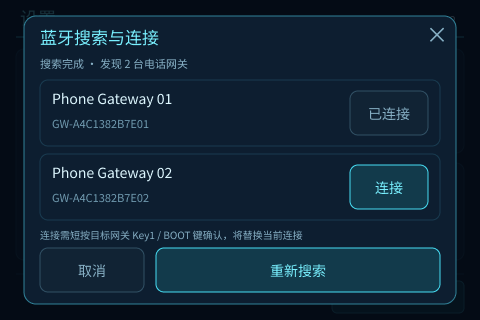 蓝牙搜索与连接
搜索完成 · 发现 2 台电话网关
Phone Gateway 01
GW-A4C1382B7E01
已连接
Phone Gateway 02
GW-A4C1382B7E02
连接
连接需短按目标网关 Key1 / BOOT 键确认，将替换当前连接
取消
重新搜索